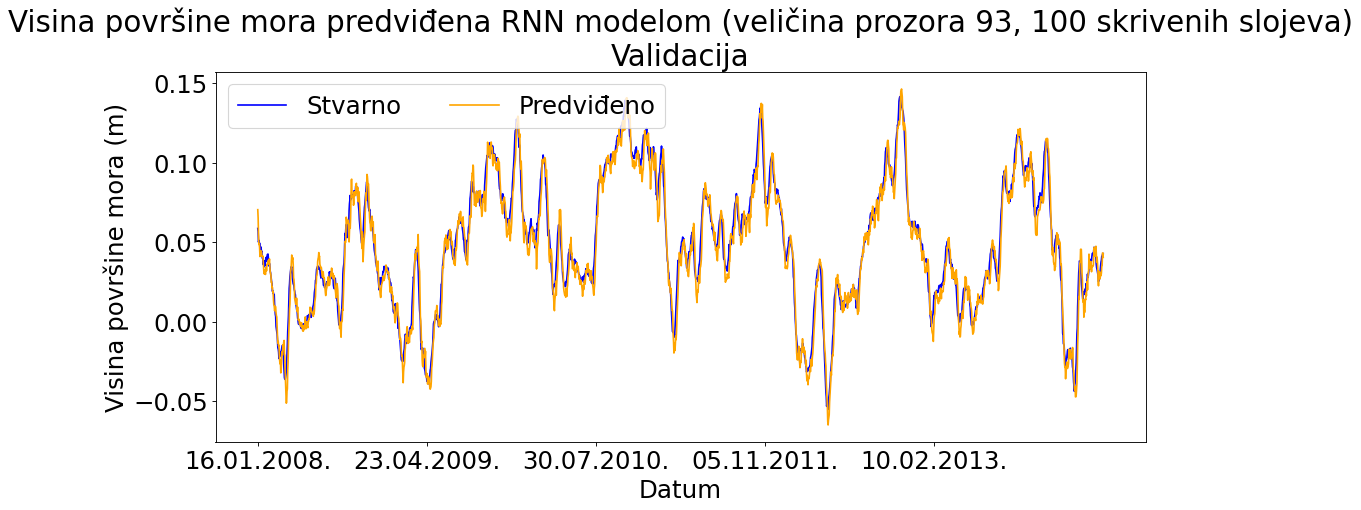 Visina površine mora predviđena RNN modelom (veličina prozora 93, 100 skrivenih slojeva)
Validacija
Stvarno
Predviđeno
Visina površine mora (m)
0.15
0.10
0.05
0.00
−0.05
16.01.2008.
23.04.2009.
30.07.2010.
05.11.2011.
10.02.2013.
Datum